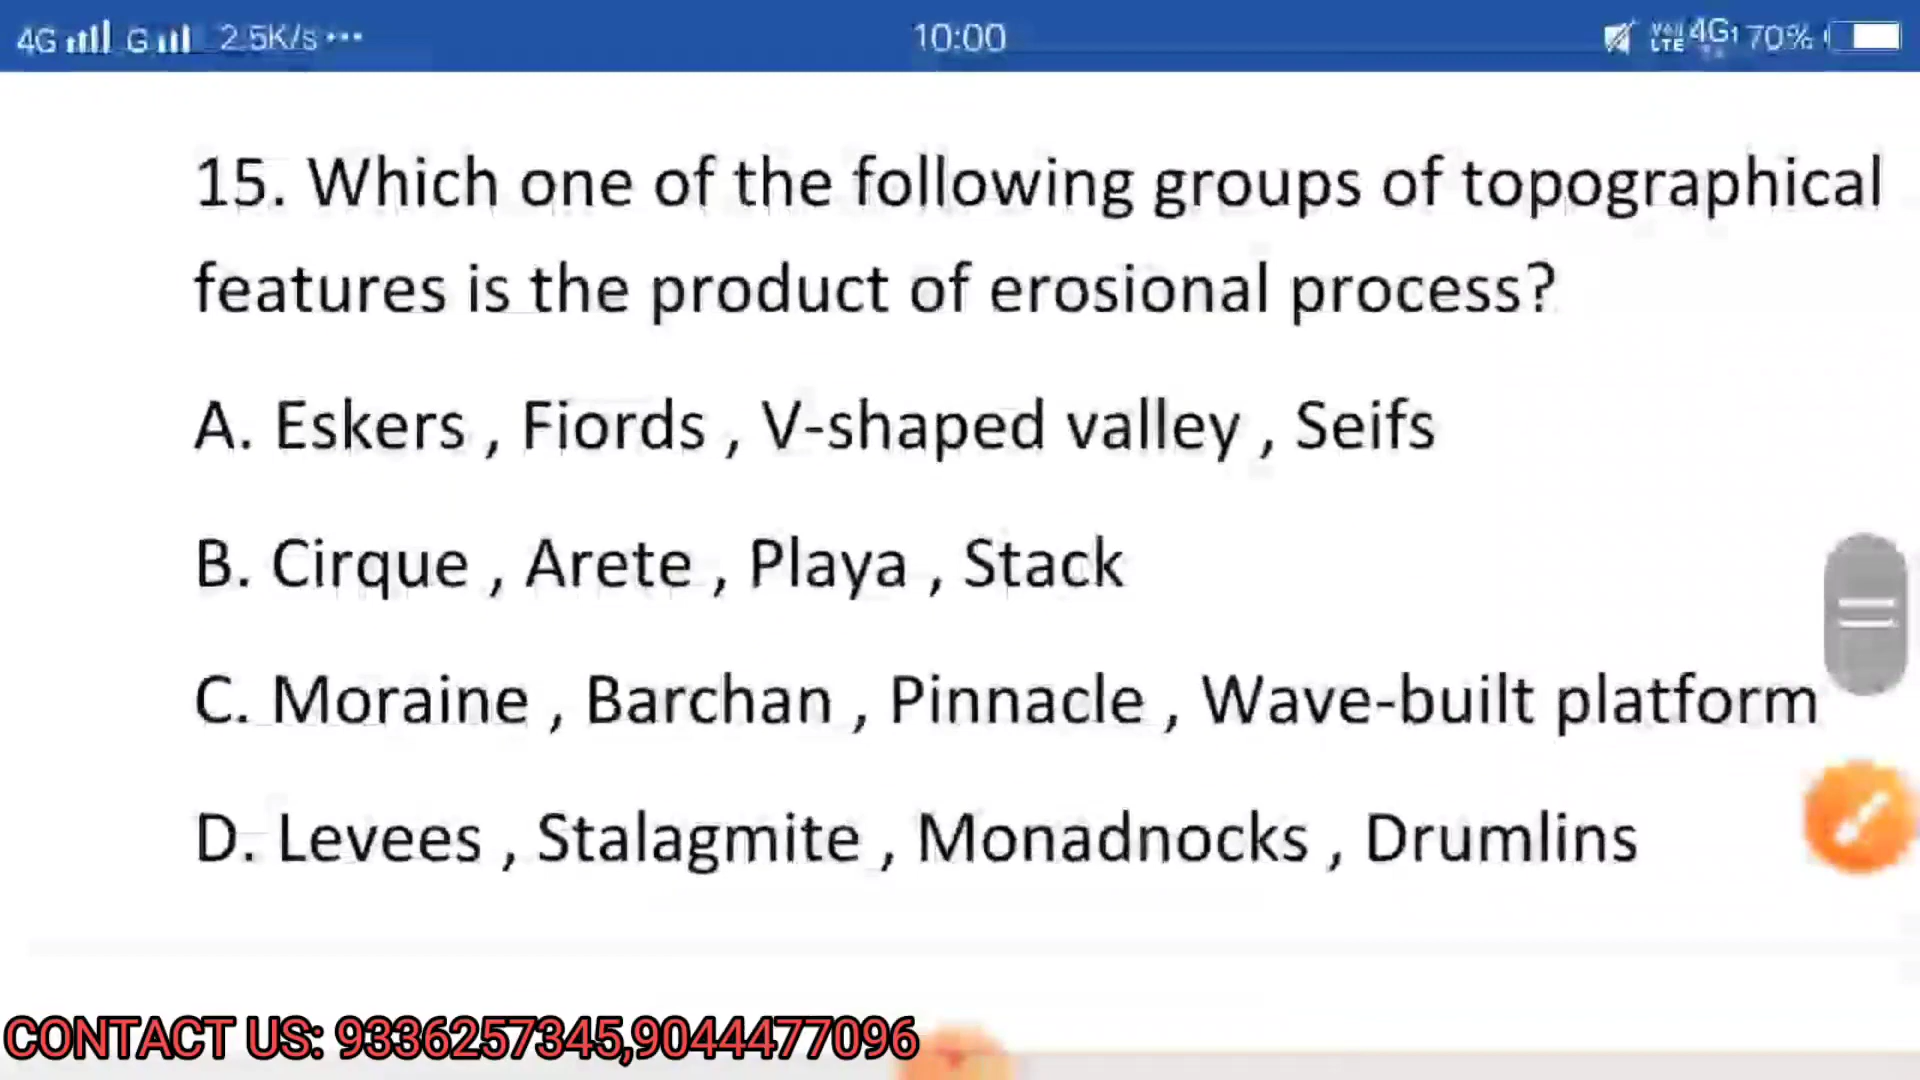 4G G 2.5K/s ... 10:00 VoLTE 4G 70%
15. Which one of the following groups of topographical
features is the product of erosional process?
A. Eskers , Fiords , V-shaped valley , Seifs
B. Cirque , Arete , Playa , Stack
C. Moraine , Barchan , Pinnacle , Wave-built platform
D. Levees , Stalagmite , Monadnocks , Drumlins
CONTACT US: 9336257345,9044477096